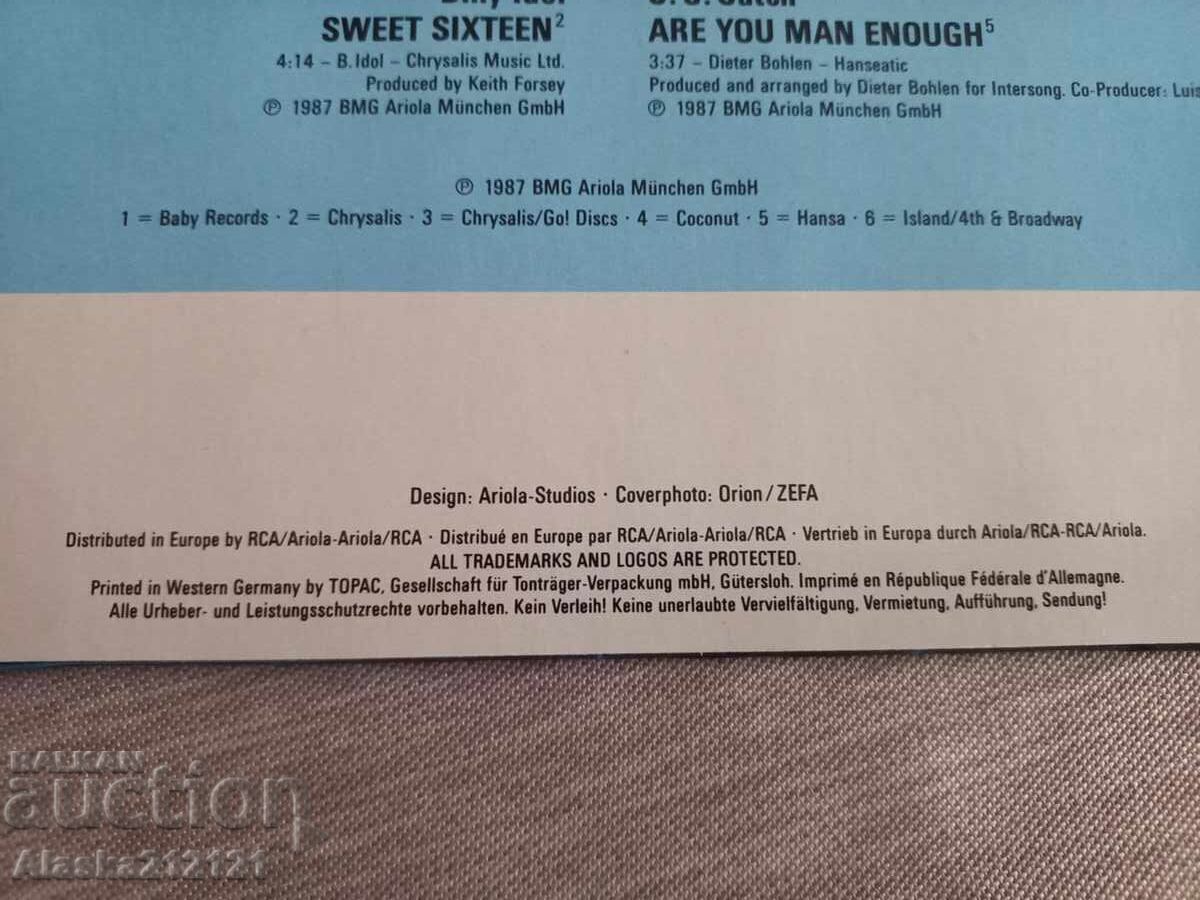 SWEET SIXTEEN²
4:14 – B. Idol – Chrysalis Music Ltd.
Produced by Keith Forsey
℗ 1987 BMG Ariola München GmbH
ARE YOU MAN ENOUGH⁵
3:37 – Dieter Bohlen – Hanseatic
Produced and arranged by Dieter Bohlen for Intersong. Co-Producer: Luis
℗ 1987 BMG Ariola München GmbH
℗ 1987 BMG Ariola München GmbH
1 = Baby Records · 2 = Chrysalis · 3 = Chrysalis/Go! Discs · 4 = Coconut · 5 = Hansa · 6 = Island/4th & Broadway
Design: Ariola-Studios · Coverphoto: Orion/ZEFA
Distributed in Europe by RCA/Ariola-Ariola/RCA · Distribué en Europe par RCA/Ariola-Ariola/RCA · Vertrieb in Europa durch Ariola/RCA-RCA/Ariola.
ALL TRADEMARKS AND LOGOS ARE PROTECTED.
Printed in Western Germany by TOPAC, Gesellschaft für Tonträger-Verpackung mbH, Gütersloh. Imprimé en République Fédérale d'Allemagne.
Alle Urheber- und Leistungsschutzrechte vorbehalten. Kein Verleih! Keine unerlaubte Vervielfältigung, Vermietung, Aufführung, Sendung!
BALKAN
auction
Alaska212121